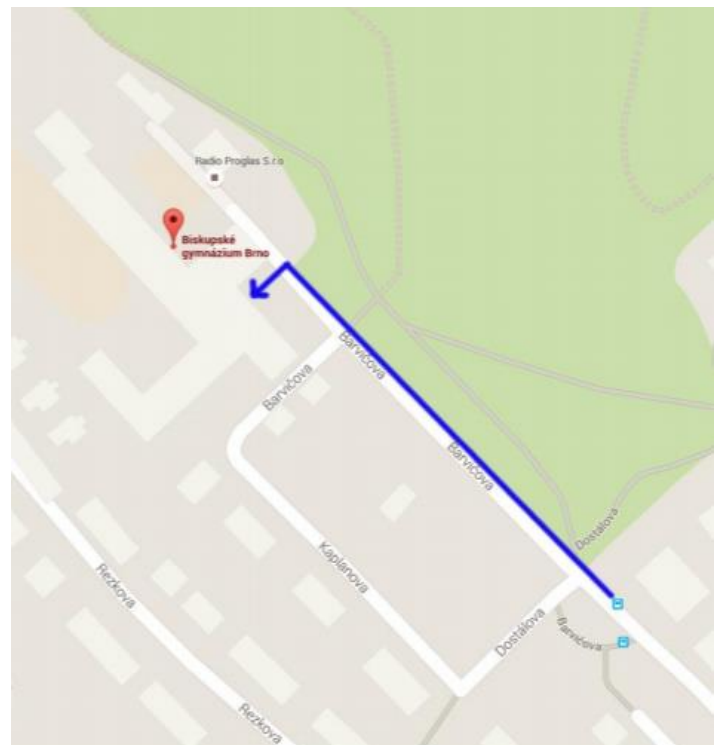 Radio Proglas S.r.o
Biskupské
gymnázium Brno
Barvičova
Barvičova
Barvičova
Dostálova
Kaplanova
Rezkova
Dostálova
Barvičova
Rezkova